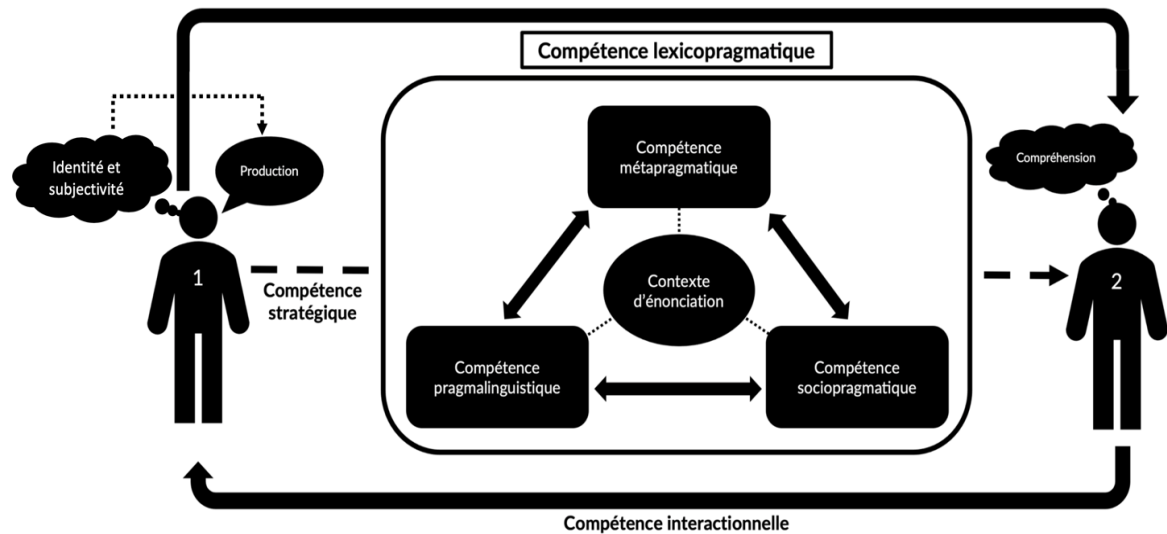 Compétence lexicopragmatique
Identité et
subjectivité
Production
Compétence
métapragmatique
Compréhension
1
Compétence
stratégique
Contexte
d'énonciation
2
Compétence
pragmalinguistique
Compétence
sociopragmatique
Compétence interactionnelle